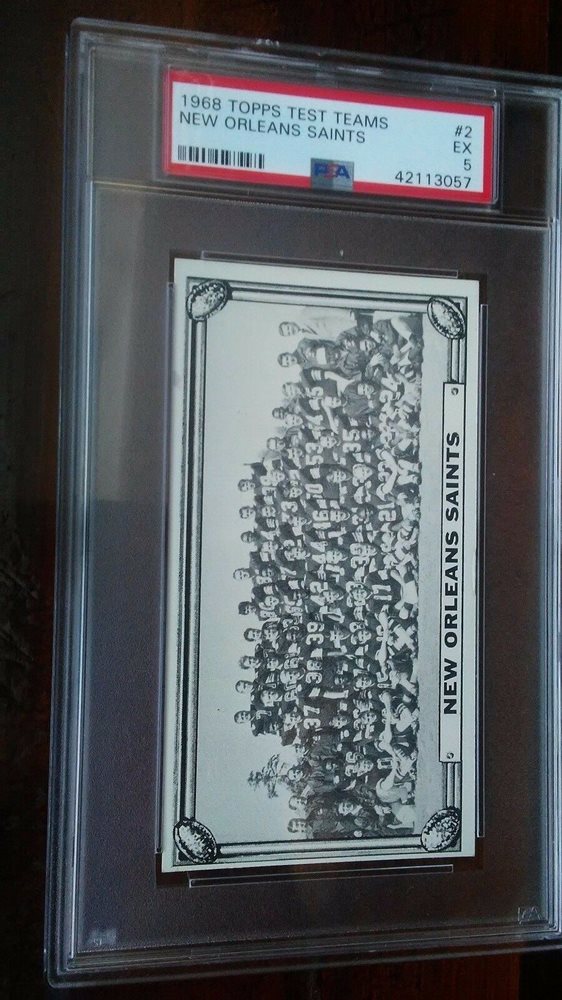 1968 TOPPS TEST TEAMS
NEW ORLEANS SAINTS
#2
EX
5
PSA
42113057
NEW ORLEANS SAINTS